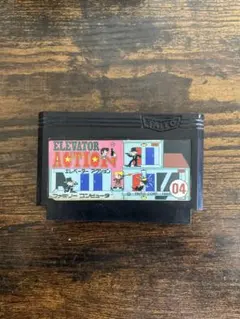 TAITO
ELEVATOR
ACTION
エレベーター アクション
04
ファミリー コンピュータ